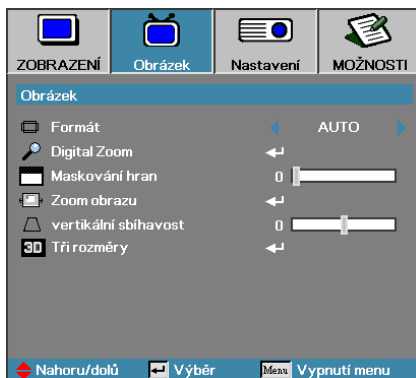 ZOBRAZENÍ Obrázek Nastavení MOŽNOSTI
Obrázek
Formát AUTO
Digital Zoom
Maskování hran 0
Zoom obrazu
vertikální sbíhavost 0
3D Tři rozměry
Nahoru/dolů Výběr Menu Vypnutí menu